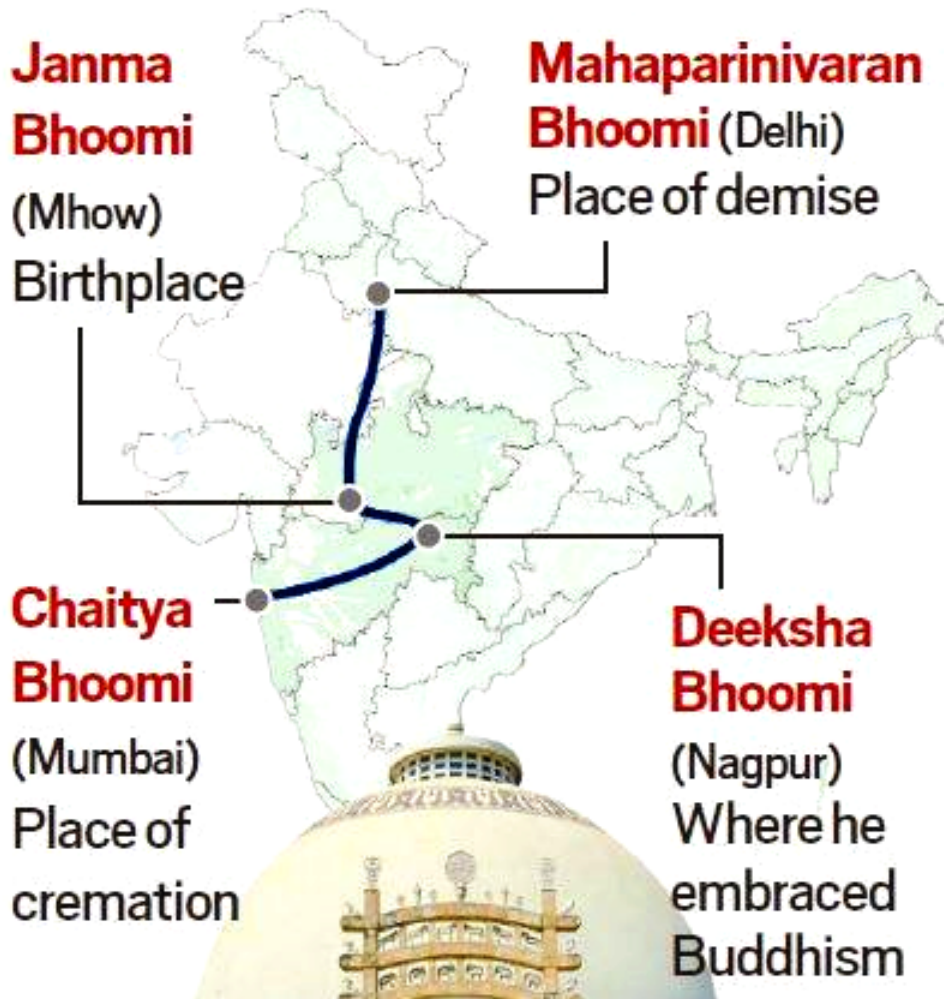 Janma
Bhoomi
(Mhow)
Birthplace
Mahaparinivaran
Bhoomi (Delhi)
Place of demise
Chaitya
Bhoomi
(Mumbai)
Place of
cremation
Deeksha
Bhoomi
(Nagpur)
Where he
embraced
Buddhism